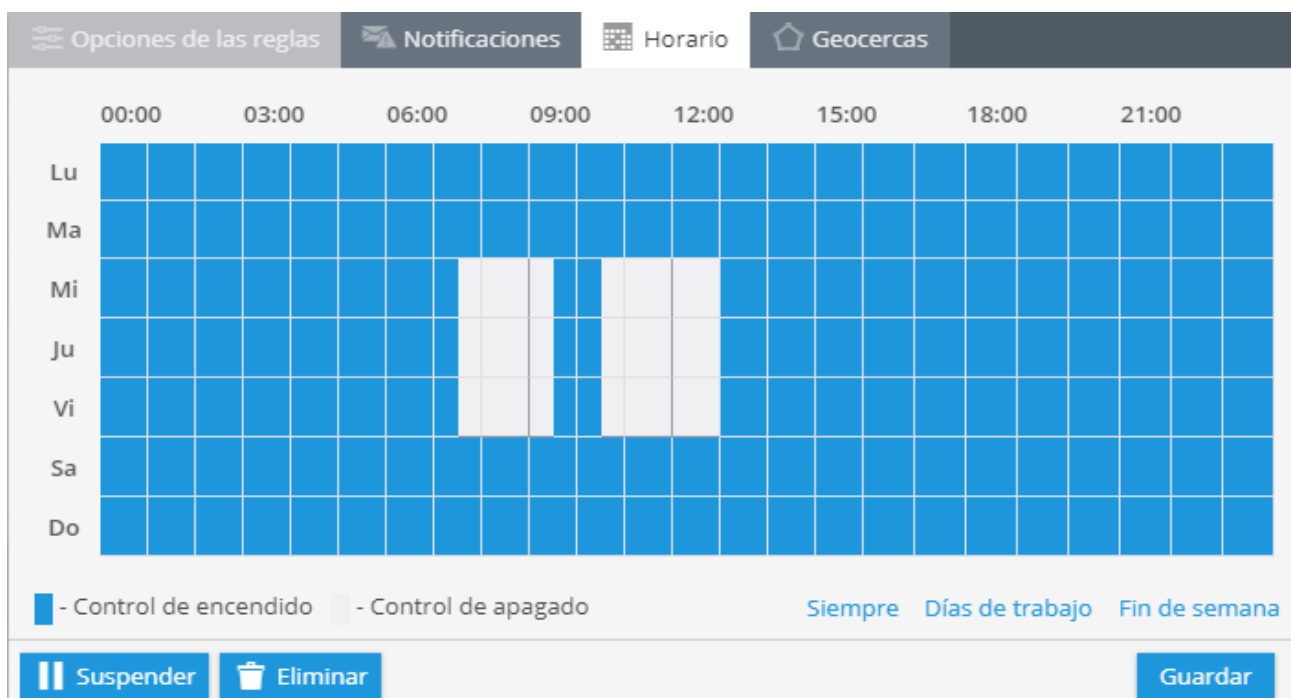 Opciones de las reglas Notificaciones Horario Geocercas
00:00 03:00 06:00 09:00 12:00 15:00 18:00 21:00
Lu
Ma
Mi
Ju
Vi
Sa
Do
- Control de encendido - Control de apagado Siempre Días de trabajo Fin de semana
Suspender Eliminar Guardar